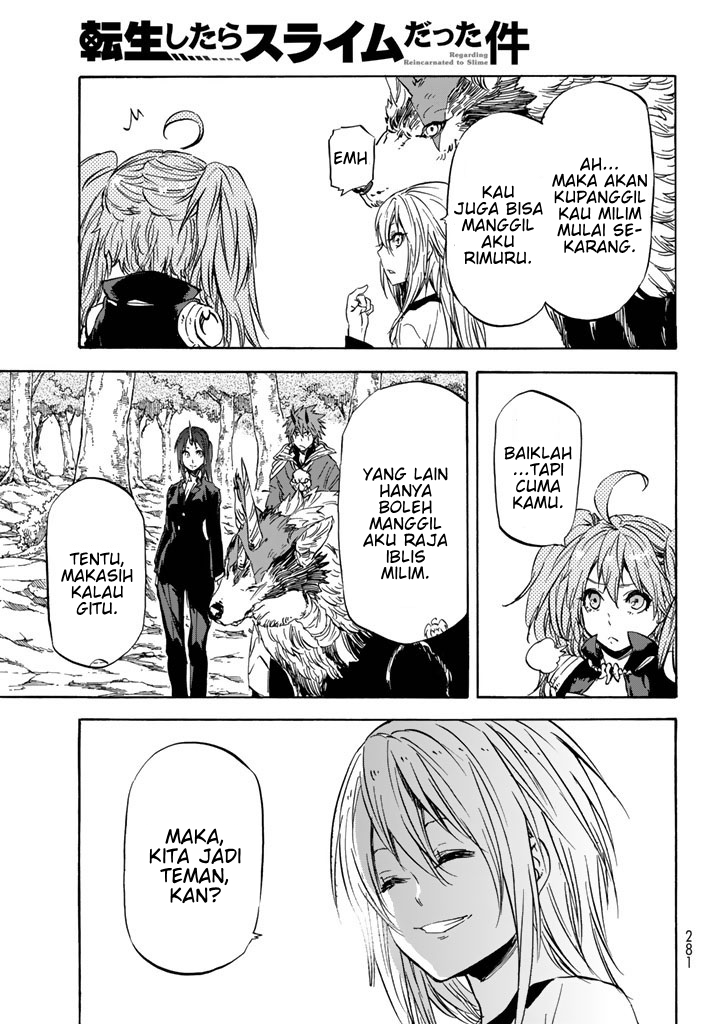 転生したらスライムだった件
Regarding
Reincarnated to Slime
AH...
MAKA AKAN
KUPANGGIL
KAU MILIM
MULAI SE-
KARANG.
KAU
JUGA BISA
MANGGIL
AKU
RIMURU.
EMH
BAIKLAH
...TAPI
CUMA
KAMU.
YANG LAIN
HANYA
BOLEH
MANGGIL
AKU RAJA
IBLIS
MILIM.
TENTU,
MAKASIH
KALAU
GITU.
MAKA,
KITA JADI
TEMAN,
KAN?
281